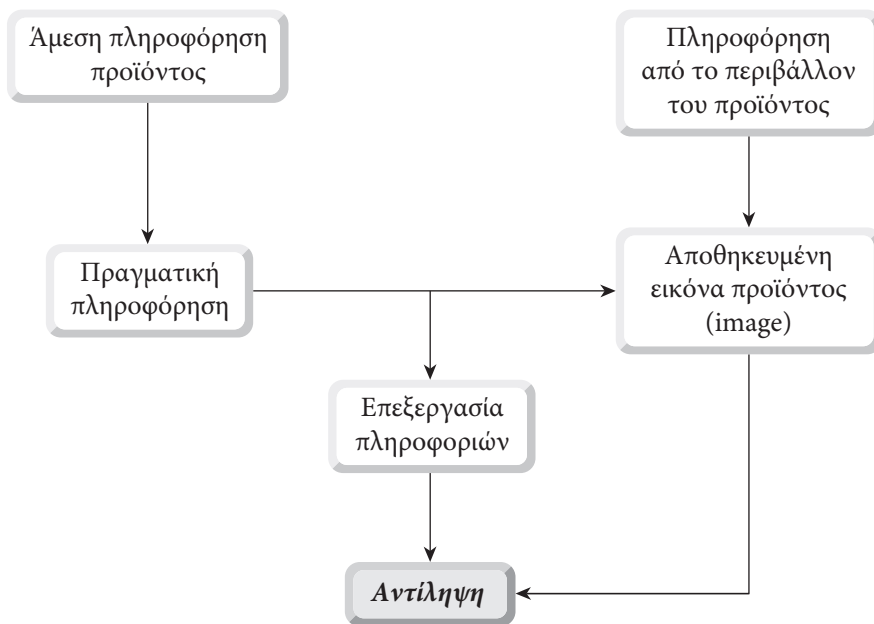 Άμεση πληροφόρηση
προϊόντος
Πληροφόρηση
από το περιβάλλον
του προϊόντος
Πραγματική
πληροφόρηση
Αποθηκευμένη
εικόνα προϊόντος
(image)
Επεξεργασία
πληροφοριών
Αντίληψη